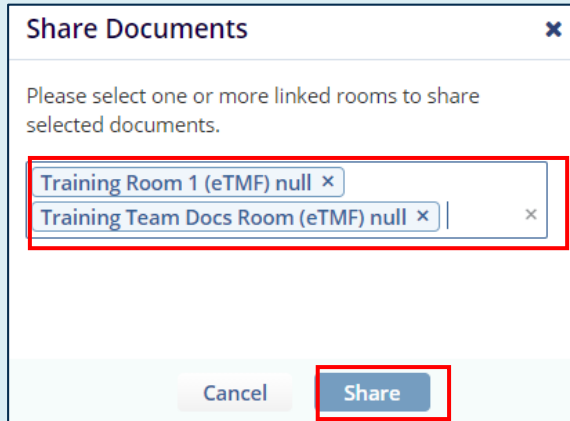 Share Documents ×
Please select one or more linked rooms to share
selected documents.
Training Room 1 (eTMF) null ×
Training Team Docs Room (eTMF) null × ×
Cancel Share